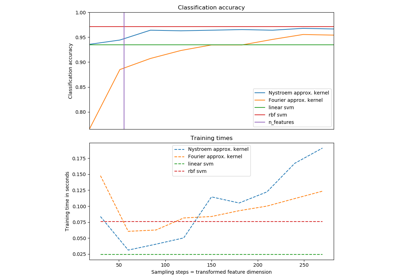 Classification accuracy
1.00
0.95
0.90
0.85
0.80
Classification accuracy
Nystroem approx. kernel
Fourier approx. kernel
linear svm
rbf svm
n_features
Training times
0.175
0.150
0.125
0.100
0.075
0.050
0.025
Training time in seconds
Nystroem approx. kernel
Fourier approx. kernel
linear svm
rbf svm
50 100 150 200 250
Sampling steps = transformed feature dimension